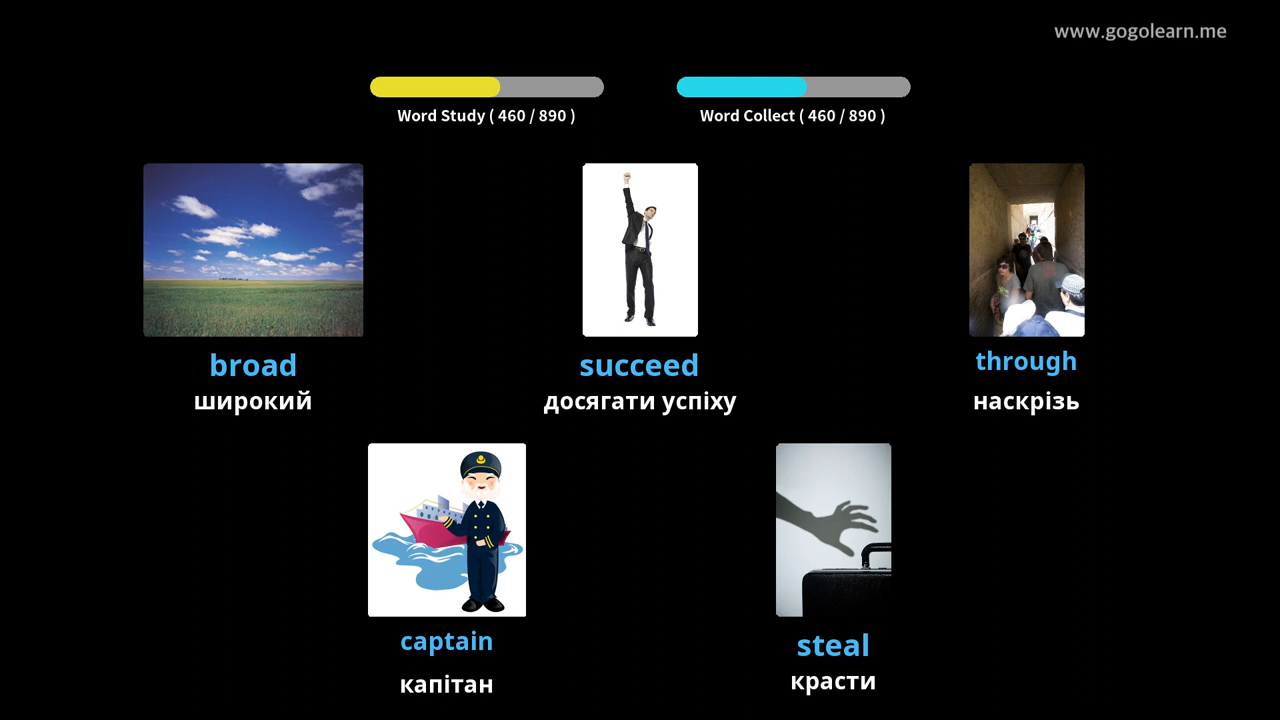 www.gogolearn.me
Word Study ( 460 / 890 )
Word Collect ( 460 / 890 )
broad
широкий
succeed
досягати успіху
through
наскрізь
captain
капітан
steal
красти